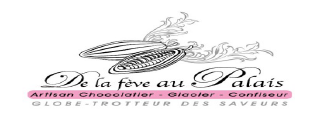 De la fève au Palais
Artisan Chocolatier - Glacier - Confiseur
GLOBE-TROTTEUR DES SAVEURS